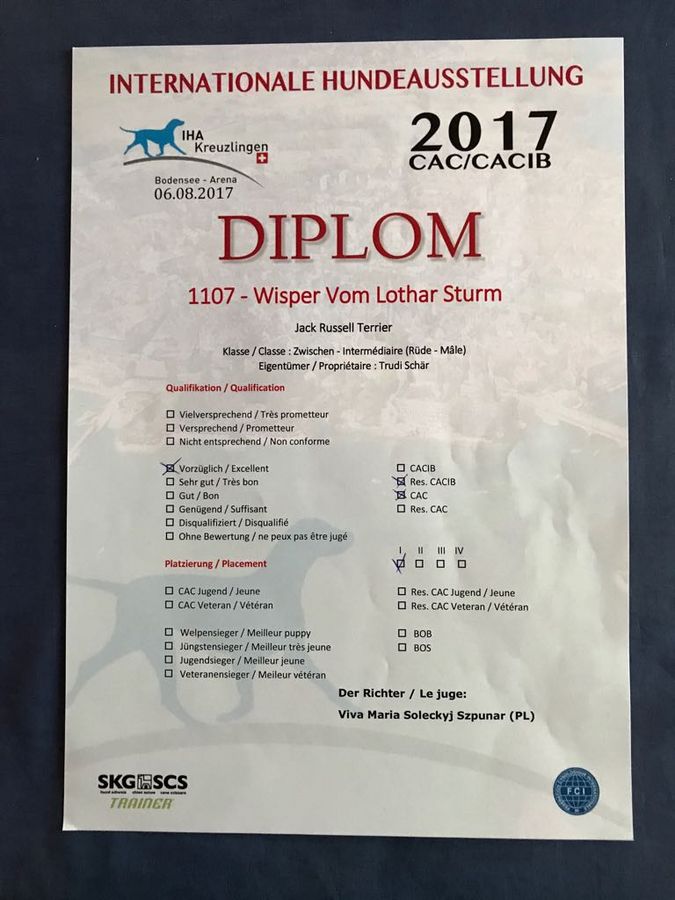 INTERNATIONALE HUNDEAUSSTELLUNG
IHA
Kreuzlingen
Bodensee - Arena
06.08.2017
2017
CAC/CACIB
DIPLOM
1107 - Wisper Vom Lothar Sturm
Jack Russell Terrier
Klasse / Classe : Zwischen - Intermédiaire (Rüde - Mâle)
Eigentümer / Propriétaire : Trudi Schär
Qualifikation / Qualification
Vielversprechend / Très prometteur
Versprechend / Prometteur
Nicht entsprechend / Non conforme
Vorzüglich / Excellent
Sehr gut / Très bon
Gut / Bon
Genügend / Suffisant
Disqualifiziert / Disqualifié
Ohne Bewertung / ne peux pas être jugé
CACIB
Res. CACIB
CAC
Res. CAC
Platzierung / Placement
I II III IV
CAC Jugend / Jeune
CAC Veteran / Vétéran
Res. CAC Jugend / Jeune
Res. CAC Veteran / Vétéran
Welpensieger / Meilleur puppy
Jüngstensieger / Meilleur très jeune
Jugendsieger / Meilleur jeune
Veteranensieger / Meileur vétéran
BOB
BOS
Der Richter / Le juge:
Viva Maria Soleckyj Szpunar (PL)
SKG SCS
TRAINER
FCI